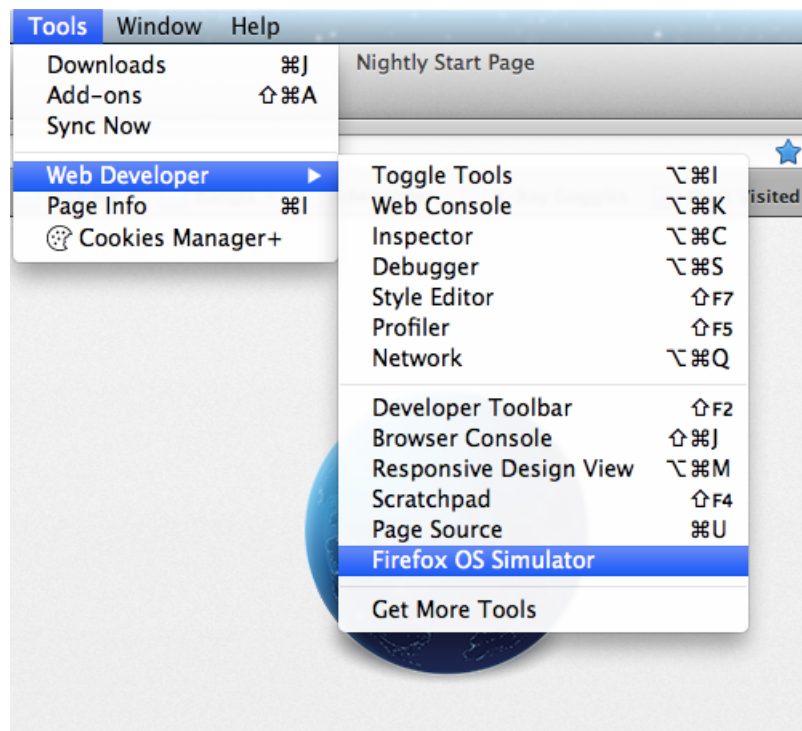 Tools Window Help
Nightly Start Page
Downloads ⌘J
Add-ons ⇧⌘A
Sync Now
Web Developer ▶
Page Info ⌘I
Cookies Manager+
Visited
Toggle Tools ⌥⌘I
Web Console ⌥⌘K
Inspector ⌥⌘C
Debugger ⌥⌘S
Style Editor ⇧F7
Profiler ⇧F5
Network ⌥⌘Q
Developer Toolbar ⇧F2
Browser Console ⇧⌘J
Responsive Design View ⌥⌘M
Scratchpad ⇧F4
Page Source ⌘U
Firefox OS Simulator
Get More Tools